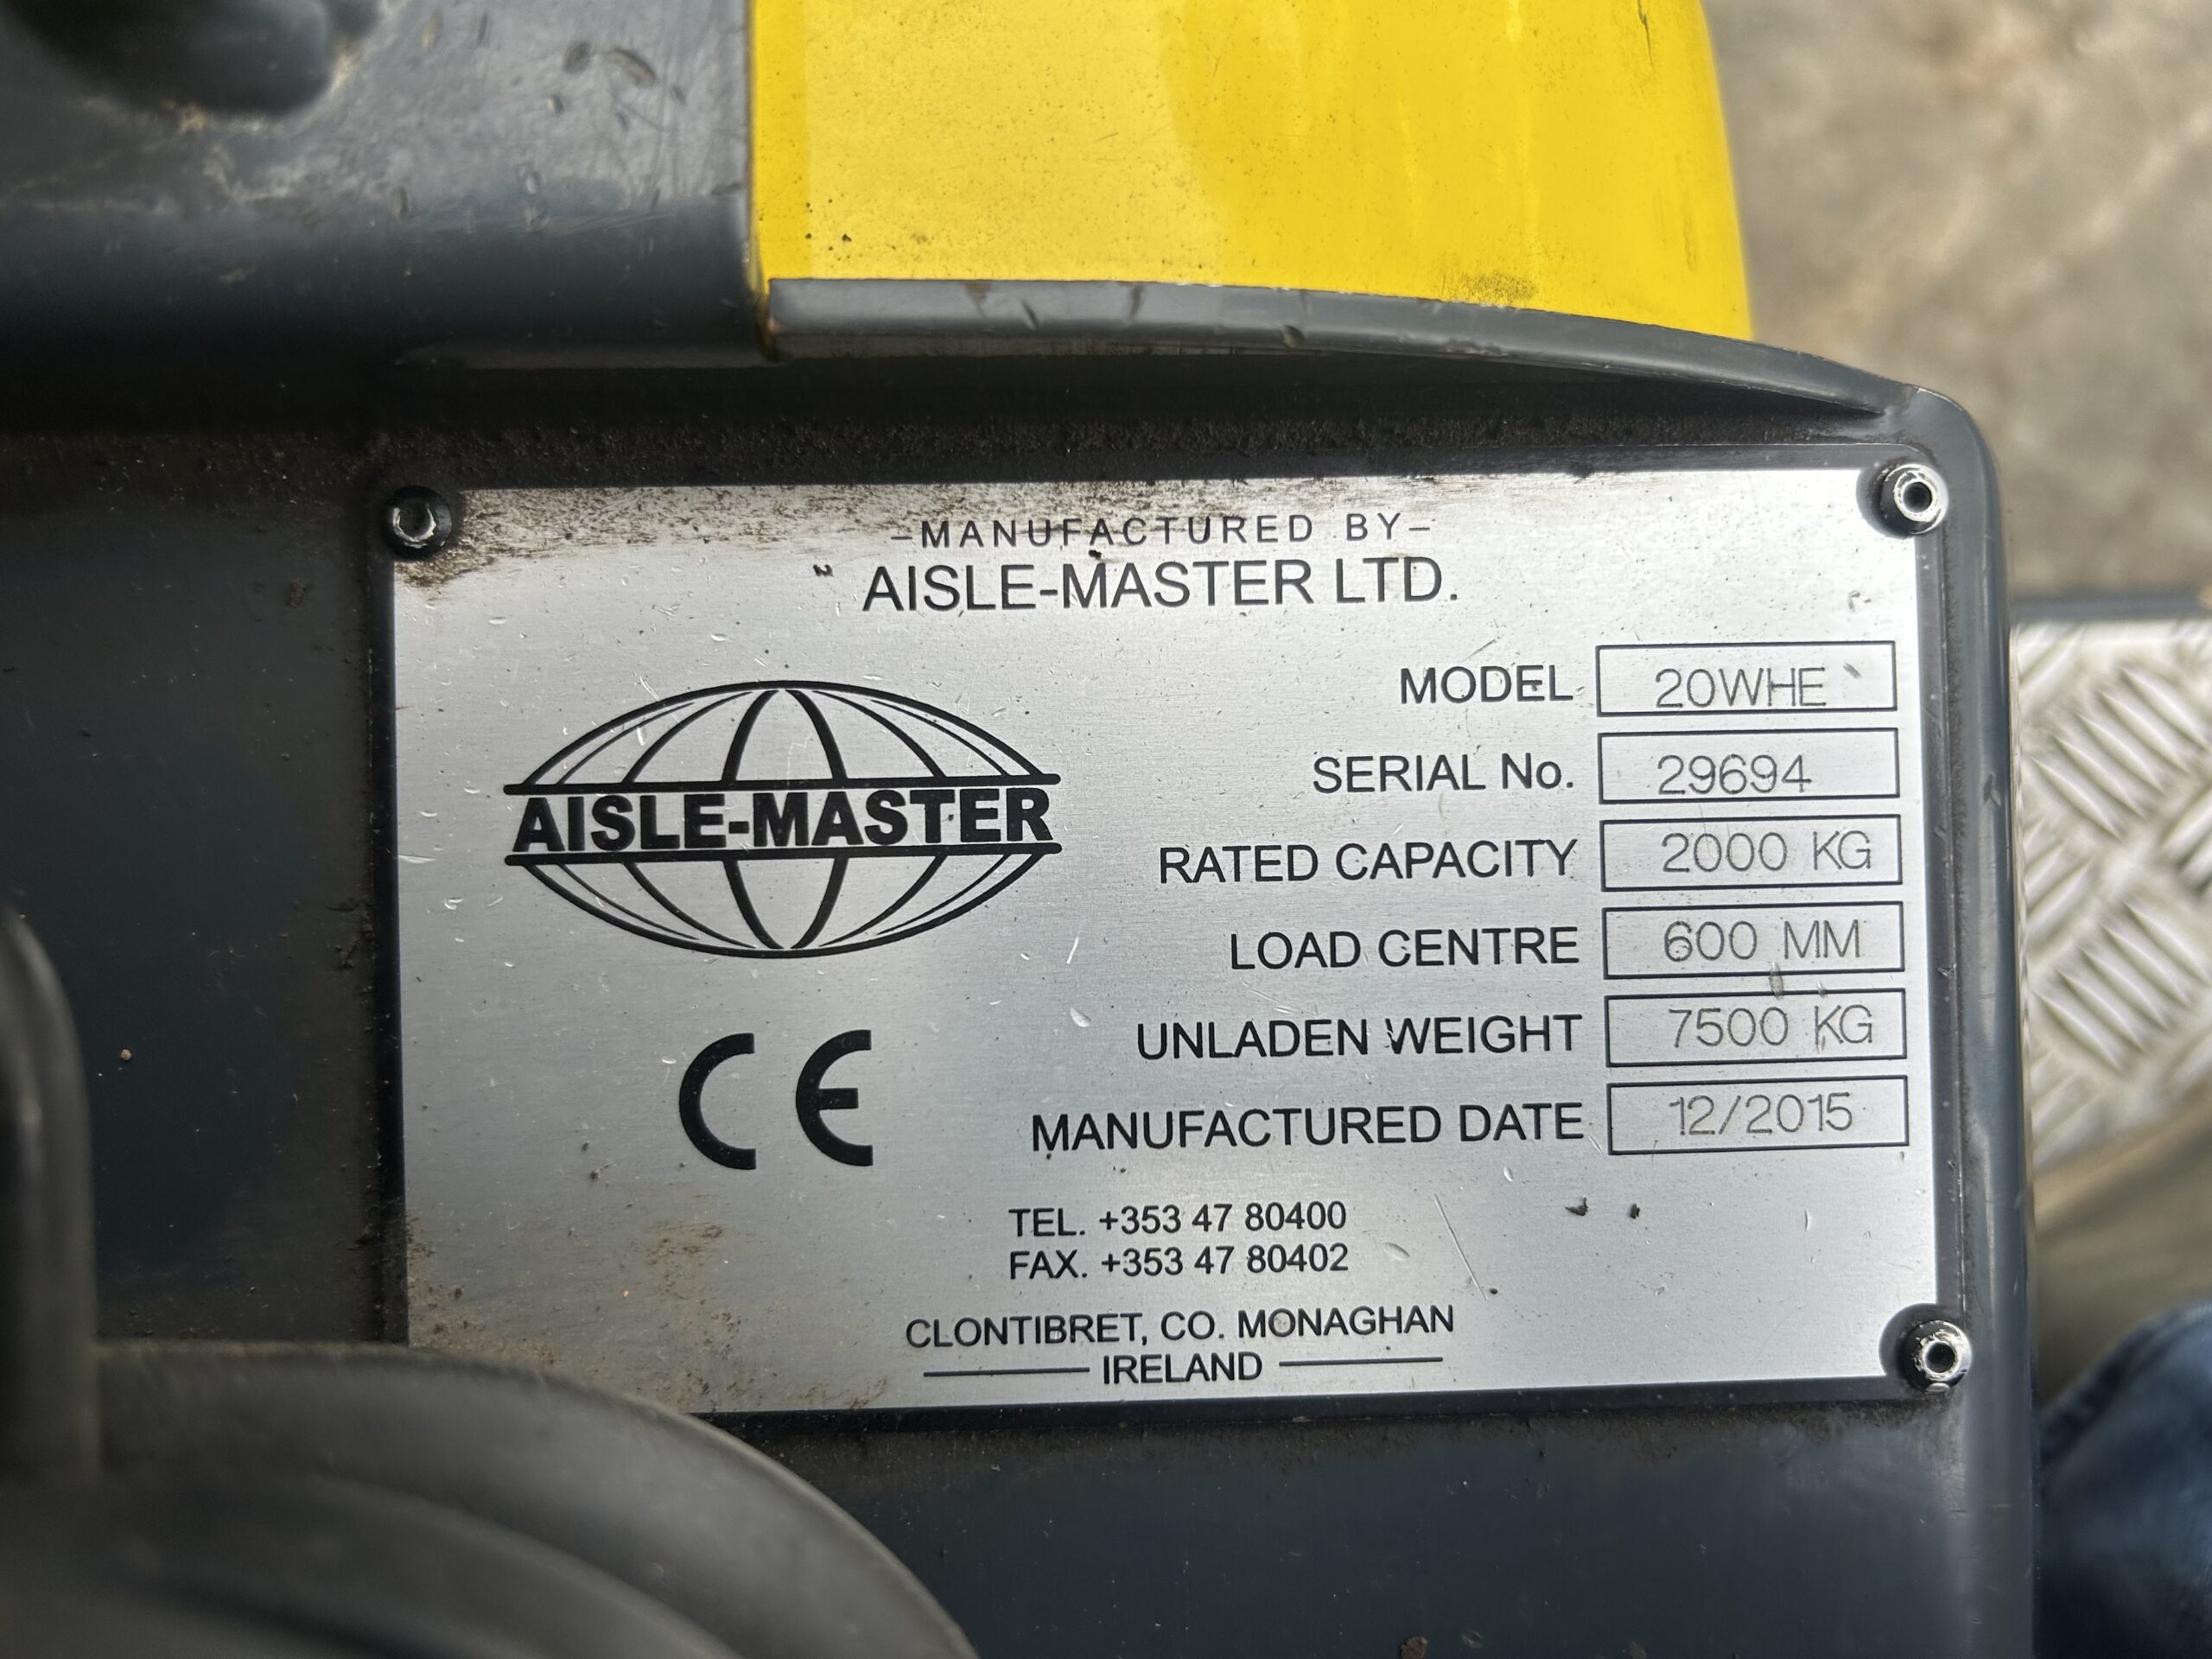 -MANUFACTURED BY-
AISLE-MASTER LTD.
AISLE-MASTER
CE
MODEL 20WHE
SERIAL No. 29694
RATED CAPACITY 2000 KG
LOAD CENTRE 600 MM
UNLADEN WEIGHT 7500 KG
MANUFACTURED DATE 12/2015
TEL. +353 47 80400
FAX. +353 47 80402
CLONTIBRET, CO. MONAGHAN
IRELAND